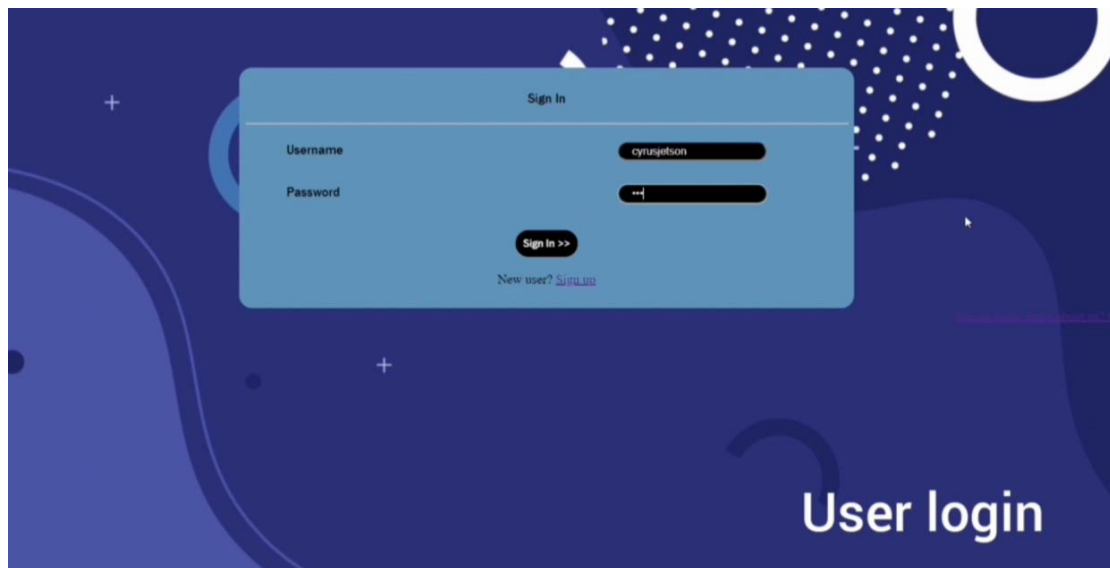 Sign In
Username
cyrusjetson
Password
•••
Sign In >>
New user? Sign up
User login